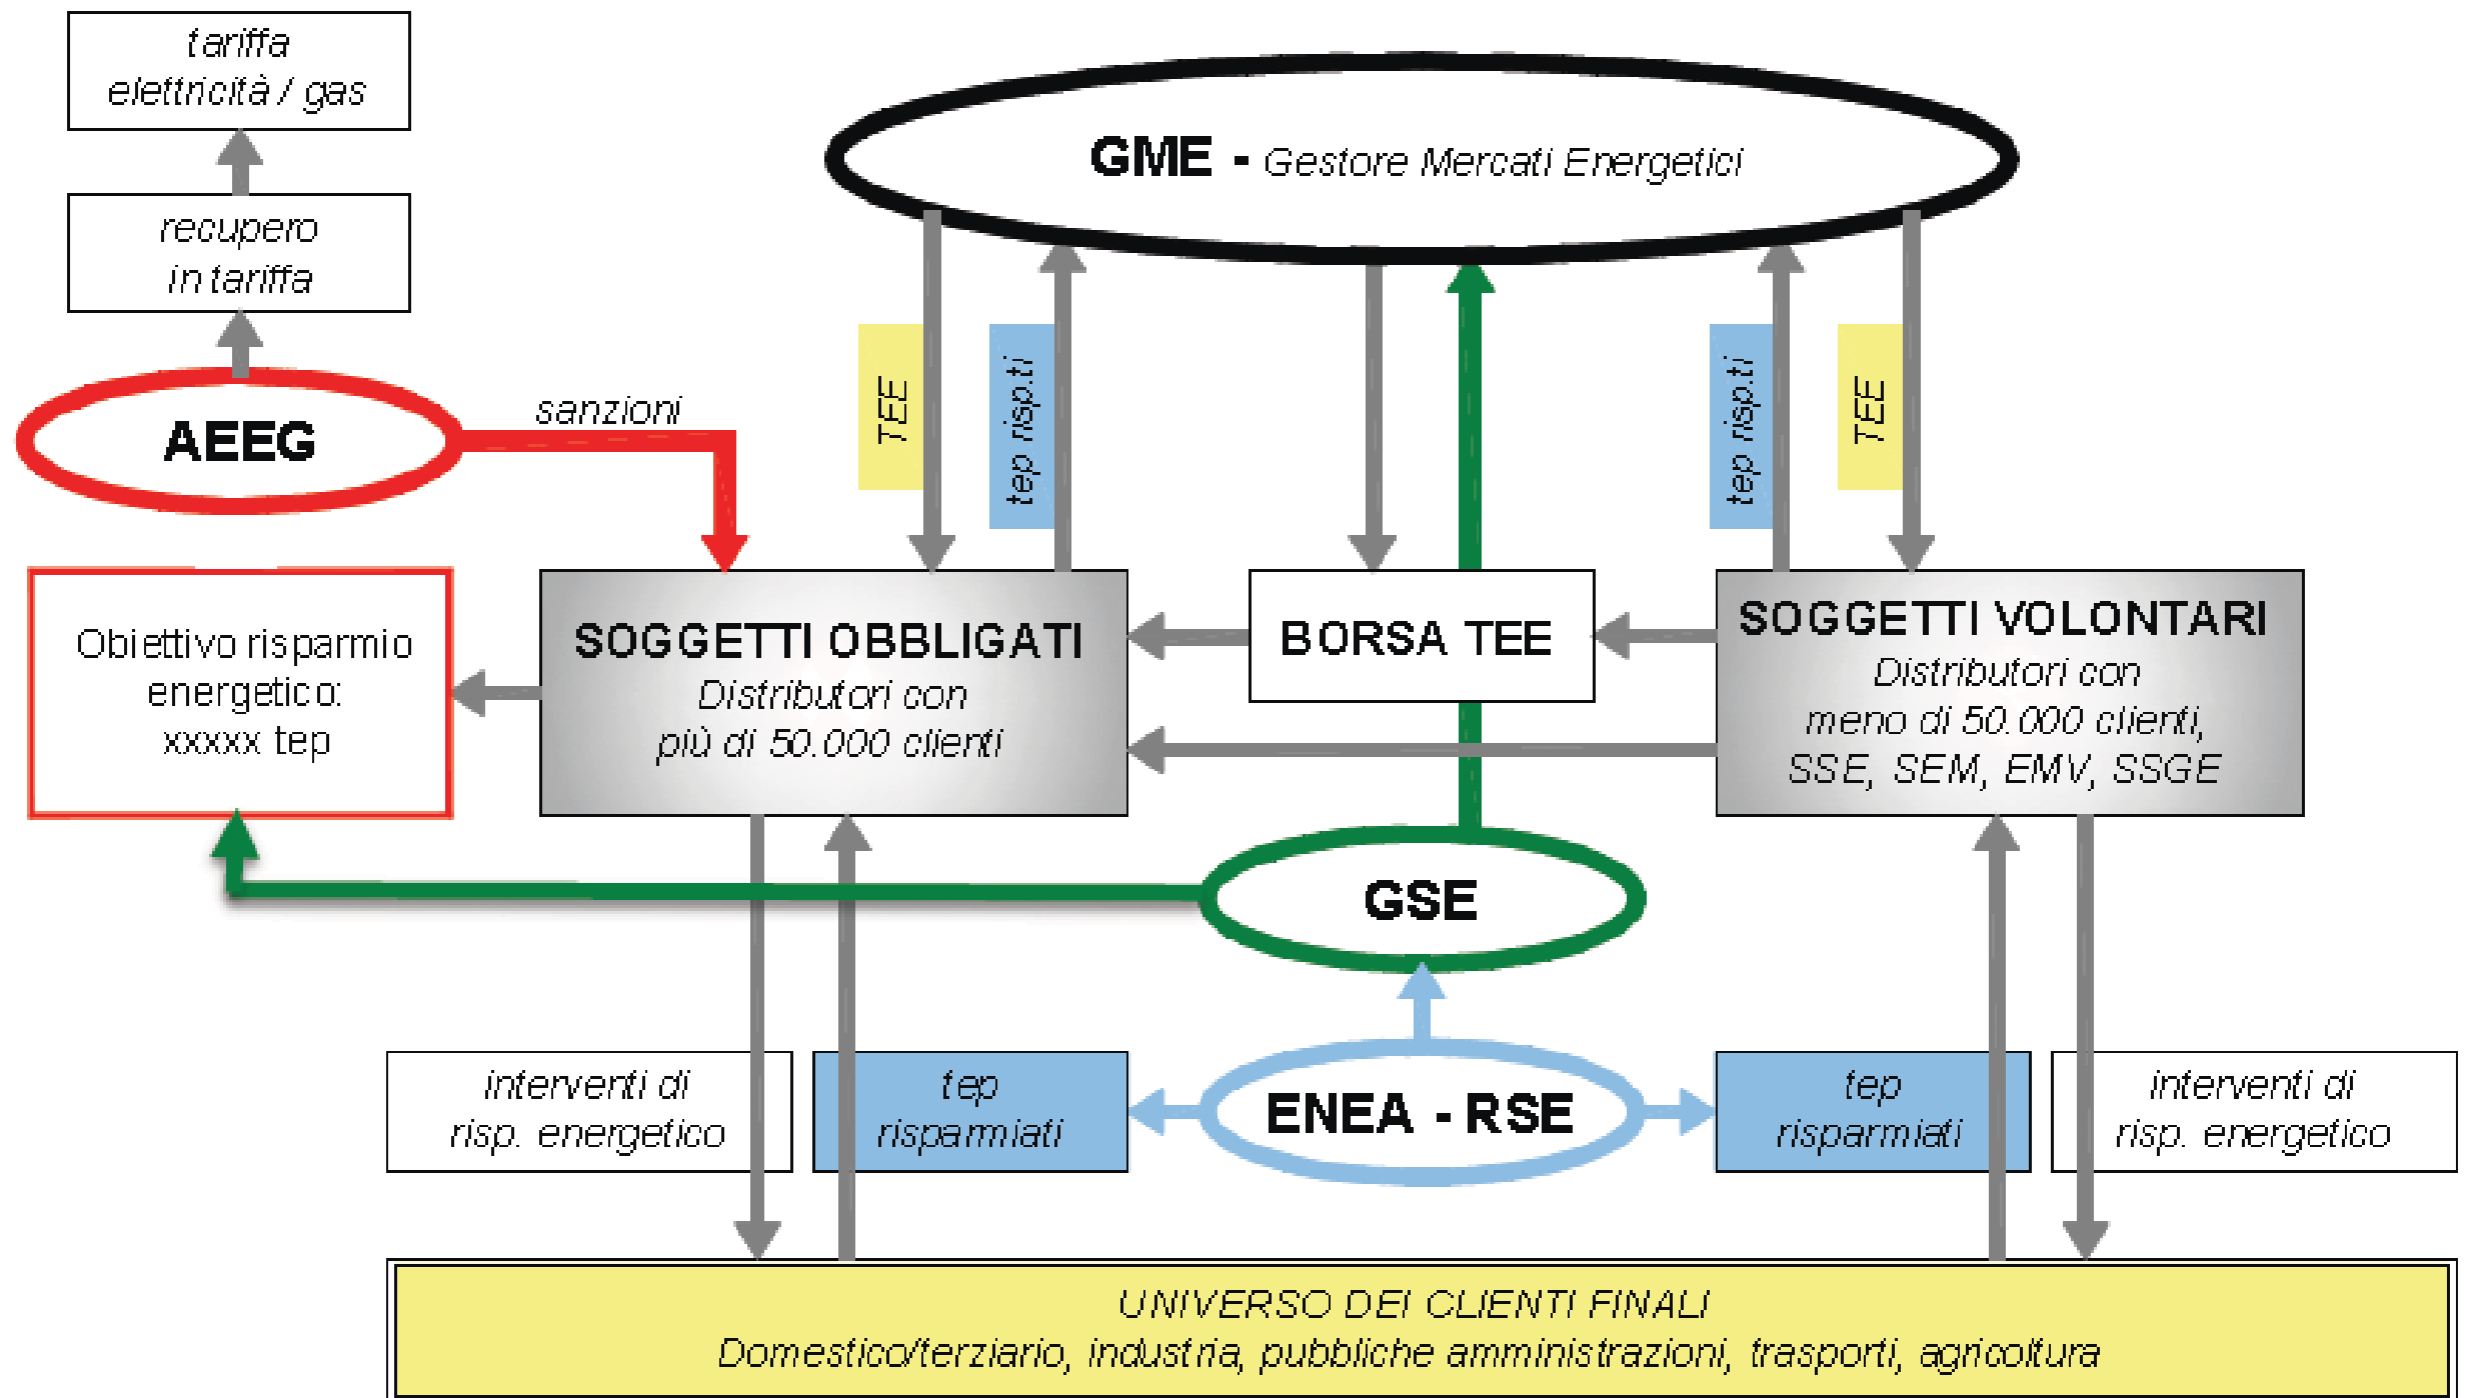 tariffa
elettricità / gas
GME - Gestore Mercati Energetici
recupero
in tariffa
AEEG
sanzioni
TEE
tep risp.ti
tep risp.ti
TEE
Obiettivo risparmio
energetico:
xxxxx tep
SOGGETTI OBBLIGATI
Distributori con
più di 50.000 clienti
BORSA TEE
SOGGETTI VOLONTARI
Distributori con
meno di 50.000 clienti,
SSE, SEM, EMV, SSGE
GSE
interventi di
risp. energetico
tep
risparmiati
ENEA - RSE
tep
risparmiati
interventi di
risp. energetico
UNIVERSO DEI CLIENTI FINALI
Domestico/terziario, industria, pubbliche amministrazioni, trasporti, agricoltura